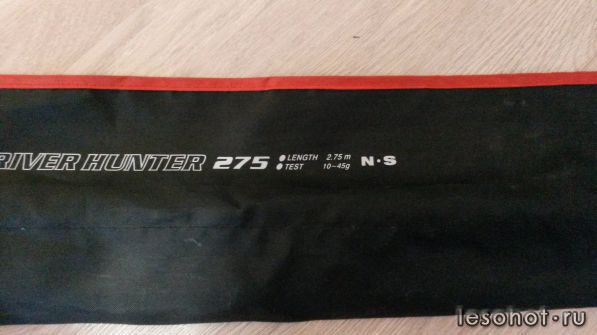 RIVER HUNTER 275
LENGTH 2.75 m
TEST 10-45g
N·S
lesohot·ru